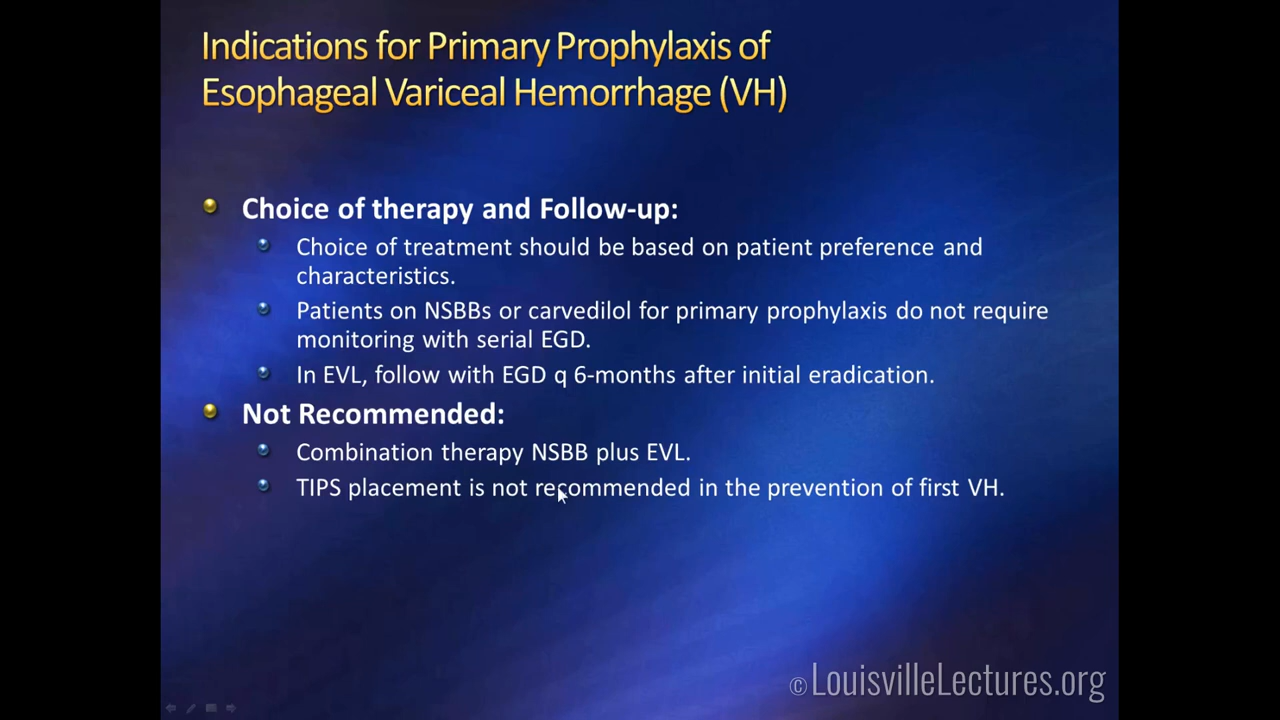 Indications for Primary Prophylaxis of
Esophageal Variceal Hemorrhage (VH)
Choice of therapy and Follow-up:
Choice of treatment should be based on patient preference and
characteristics.
Patients on NSBBs or carvedilol for primary prophylaxis do not require
monitoring with serial EGD.
In EVL, follow with EGD q 6-months after initial eradication.
Not Recommended:
Combination therapy NSBB plus EVL.
TIPS placement is not recommended in the prevention of first VH.
© LouisvilleLectures.org